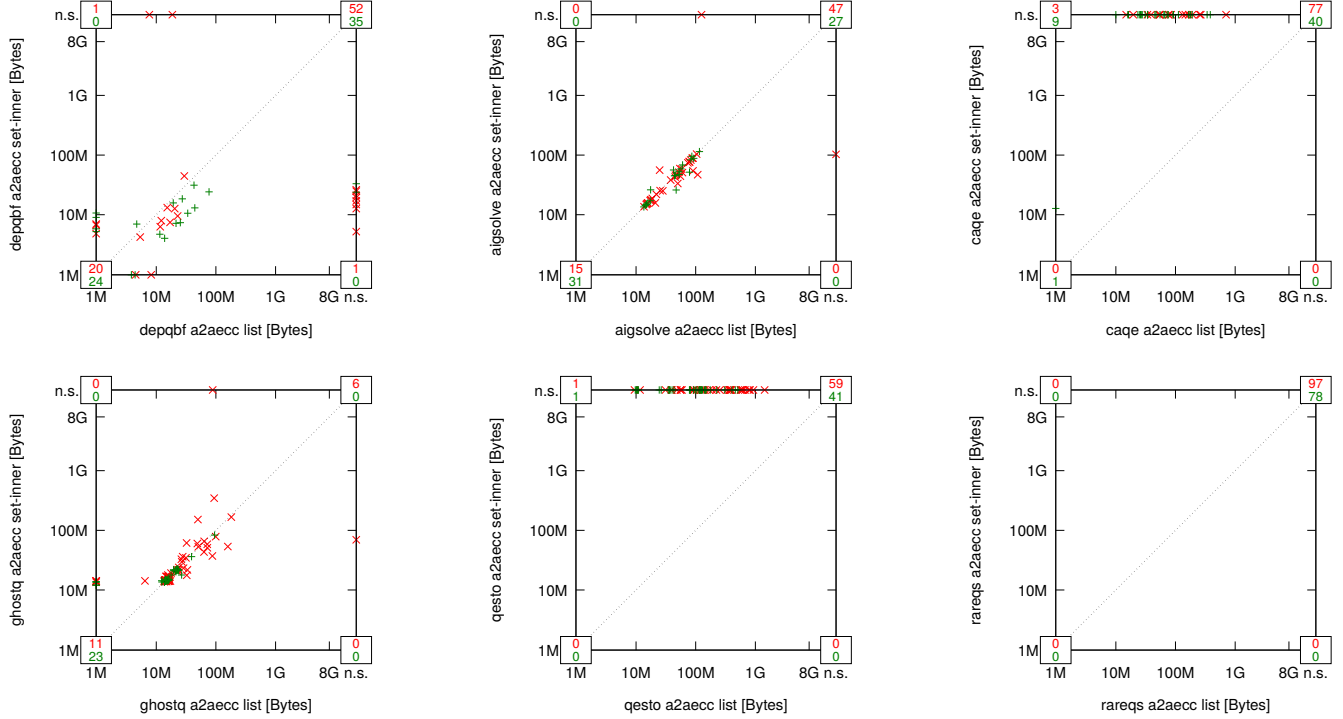 1 52
n.s. 0 35
8G
1G
100M
10M
1M 20 1
24 0
1M 10M 100M 1G 8G n.s.
depqbf a2aecc set-inner [Bytes]
depqbf a2aecc list [Bytes]
0 47
n.s. 0 27
8G
1G
100M
10M
1M 15 0
31 0
1M 10M 100M 1G 8G n.s.
aigsolve a2aecc set-inner [Bytes]
aigsolve a2aecc list [Bytes]
3 77
n.s. 9 40
8G
1G
100M
10M
1M 0 0
1 0
1M 10M 100M 1G 8G n.s.
caqe a2aecc set-inner [Bytes]
caqe a2aecc list [Bytes]
0 6
n.s. 0 0
8G
1G
100M
10M
1M 11 0
23 0
1M 10M 100M 1G 8G n.s.
ghostq a2aecc set-inner [Bytes]
ghostq a2aecc list [Bytes]
1 59
n.s. 1 41
8G
1G
100M
10M
1M 0 0
0 0
1M 10M 100M 1G 8G n.s.
qesto a2aecc set-inner [Bytes]
qesto a2aecc list [Bytes]
0 97
n.s. 0 78
8G
1G
100M
10M
1M 0 0
0 0
1M 10M 100M 1G 8G n.s.
rareqs a2aecc set-inner [Bytes]
rareqs a2aecc list [Bytes]